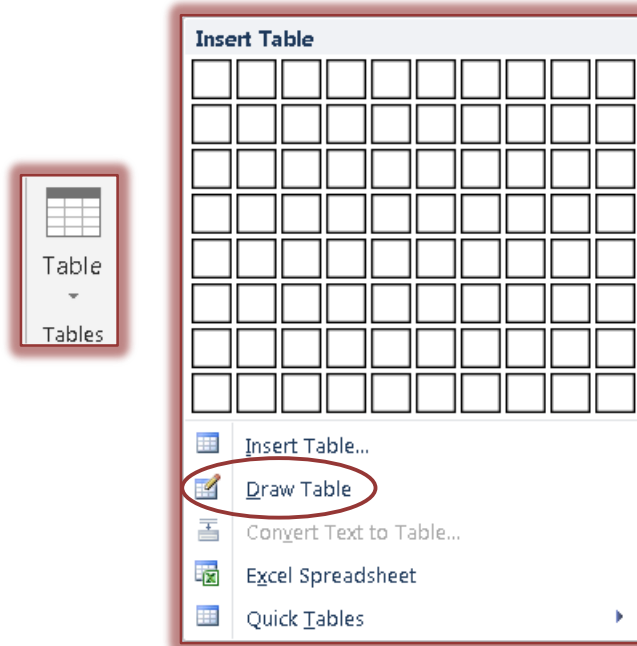 Table
Tables
Insert Table
Insert Table...
Draw Table
Convert Text to Table...
Excel Spreadsheet
Quick Tables